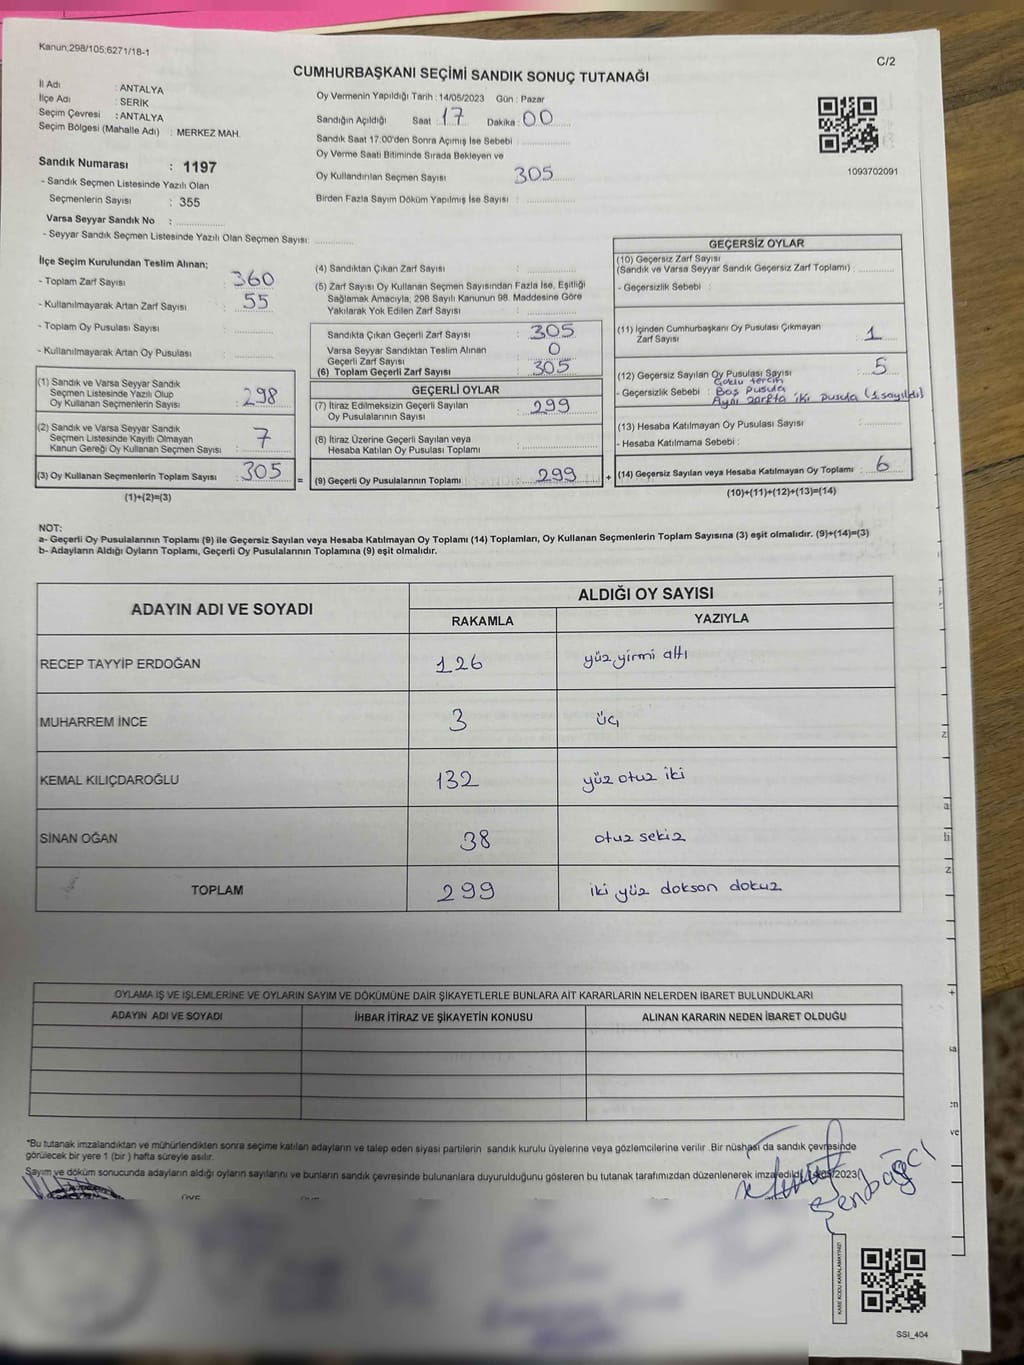 Kanun;298/105;6271/18-1
C/2
CUMHURBAŞKANI SEÇİMİ SANDIK SONUÇ TUTANAĞI
İl Adı : ANTALYA
İlçe Adı : SERİK
Seçim Çevresi : ANTALYA
Seçim Bölgesi (Mahalle Adı) : MERKEZ MAH.
Sandık Numarası : 1197
- Sandık Seçmen Listesinde Yazılı Olan
Seçmenlerin Sayısı : 355
Varsa Seyyar Sandık No :
- Seyyar Sandık Seçmen Listesinde Yazılı Olan Seçmen Sayısı:
Oy Vermenin Yapıldığı Tarih : 14/05/2023 Gün : Pazar
Sandığın Açıldığı Saat : 17 Dakika : 00
Sandık Saat 17.00'den Sonra Açımış İse Sebebi :
Oy Verme Saati Bitiminde Sırada Bekleyen ve
Oy Kullandırılan Seçmen Sayısı : 305
Birden Fazla Sayım Döküm Yapılmış İse Sayısı :
1093702091
İlçe Seçim Kurulundan Teslim Alınan;
- Toplam Zarf Sayısı : 360
- Kullanılmayarak Artan Zarf Sayısı : 55
- Toplam Oy Pusulası Sayısı :
- Kullanılmayarak Artan Oy Pusulası :
(1) Sandık ve Varsa Seyyar Sandık
Seçmen Listesinde Yazılı Olup
Oy Kullanan Seçmenlerin Sayısı : 298
(2) Sandık ve Varsa Seyyar Sandık
Seçmen Listesinde Kayıtlı Olmayan
Kanun Gereği Oy Kullanan Seçmen Sayısı : 7
(3) Oy Kullanan Seçmenlerin Toplam Sayısı : 305
(1)+(2)=(3)
=
(4) Sandıktan Çıkan Zarf Sayısı :
(5) Zarf Sayısı Oy Kullanan Seçmen Sayısından Fazla İse, Eşitliği
Sağlamak Amacıyla, 298 Sayılı Kanunun 98. Maddesine Göre
Yakılarak Yok Edilen Zarf Sayısı :
Sandıkta Çıkan Geçerli Zarf Sayısı : 305
Varsa Seyyar Sandıktan Teslim Alınan
Geçerli Zarf Sayısı : 0
(6) Toplam Geçerli Zarf Sayısı : 305
GEÇERLİ OYLAR
(7) İtiraz Edilmeksizin Geçerli Sayılan
Oy Pusulalarının Sayısı : 299
(8) İtiraz Üzerine Geçerli Sayılan veya
Hesaba Katılan Oy Pusulası Toplamı :
(9) Geçerli Oy Pusulalarının Toplamı : 299
+
GEÇERSİZ OYLAR
(10) Geçersiz Zarf Sayısı
(Sandık ve Varsa Seyyar Sandık Geçersiz Zarf Toplamı) :
- Geçersizlik Sebebi :
(11) İçinden Cumhurbaşkanı Oy Pusulası Çıkmayan
Zarf Sayısı : 1
(12) Geçersiz Sayılan Oy Pusulası Sayısı : 5
Çoklu tercih
- Geçersizlik Sebebi : Boş pusula
Aynı zarfta iki pusula (1 sayıldı)
(13) Hesaba Katılmayan Oy Pusulası Sayısı :
- Hesaba Katılmama Sebebi :
(14) Geçersiz Sayılan veya Hesaba Katılmayan Oy Toplamı : 6
(10)+(11)+(12)+(13)=(14)
NOT:
a- Geçerli Oy Pusulalarının Toplamı (9) ile Geçersiz Sayılan veya Hesaba Katılmayan Oy Toplamı (14) Toplamları, Oy Kullanan Seçmenlerin Toplam Sayısına (3) eşit olmalıdır. (9)+(14)=(3)
b- Adayların Aldığı Oyların Toplamı, Geçerli Oy Pusulalarının Toplamına (9) eşit olmalıdır.
ADAYIN ADI VE SOYADI
ALDIĞI OY SAYISI
RAKAMLA YAZIYLA
RECEP TAYYİP ERDOĞAN 126 yüz yirmi altı
MUHARREM İNCE 3 üç
KEMAL KILIÇDAROĞLU 132 yüz otuz iki
SİNAN OĞAN 38 otuz sekiz
TOPLAM 299 iki yüz doksan dokuz
OYLAMA İŞ VE İŞLEMLERİNE VE OYLARIN SAYIM VE DÖKÜMÜNE DAİR ŞİKAYETLERLE BUNLARA AİT KARARLARIN NELERDEN İBARET BULUNDUKLARI
ADAYIN ADI VE SOYADI İHBAR İTİRAZ VE ŞİKAYETİN KONUSU ALINAN KARARIN NEDEN İBARET OLDUĞU
*Bu tutanak imzalandıktan ve mühürlendikten sonra seçime katılan adayların ve talep eden siyasi partilerin sandık kurulu üyelerine veya gözlemcilerine verilir. Bir nüshası da sandık çevresinde
görülecek bir yere 1 (bir) hafta süreyle asılır.
Sayım ve döküm sonucunda adayların aldığı oyların sayılarını ve bunların sandık çevresinde bulunanlara duyurulduğunu gösteren bu tutanak tarafımızdan düzenlenerek imza edildi.
Şenbağcı
KARE KODU KARALAMAYINIZ!
SSI_404